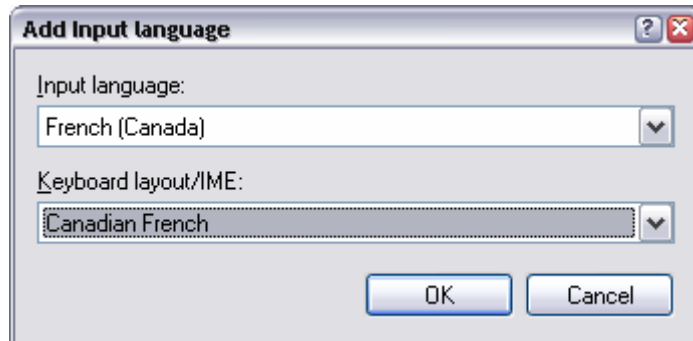 Add Input language
Input language:
French (Canada)
Keyboard layout/IME:
Canadian French
OK Cancel